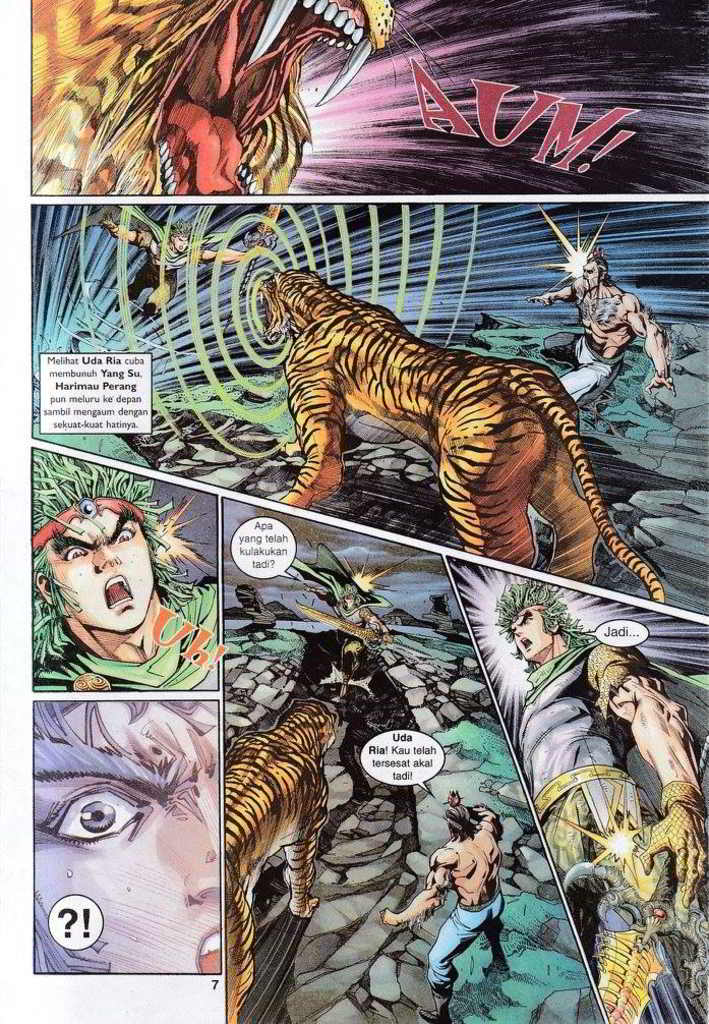 AUM!
Melihat Uda Ria cuba
membunuh Yang Su,
Harimau Perang
pun meluru ke depan
sambil mengaum dengan
sekuat-kuat hatinya.
Uh!
Apa
yang telah
kulakukan
tadi?
Jadi...
Uda
Ria! Kau telah
tersesat akal
tadi!
?!
7